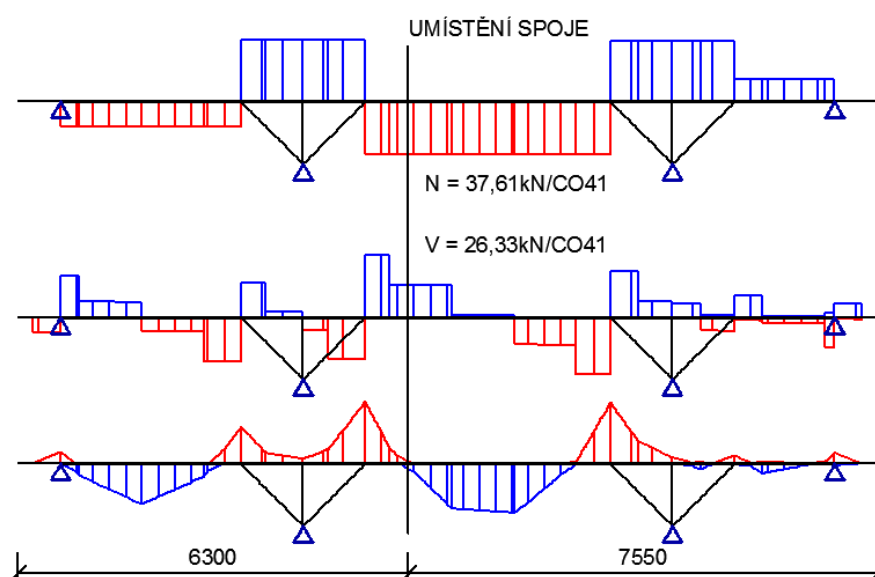 UMÍSTĚNÍ SPOJE
N = 37,61kN/CO41
V = 26,33kN/CO41
6300
7550